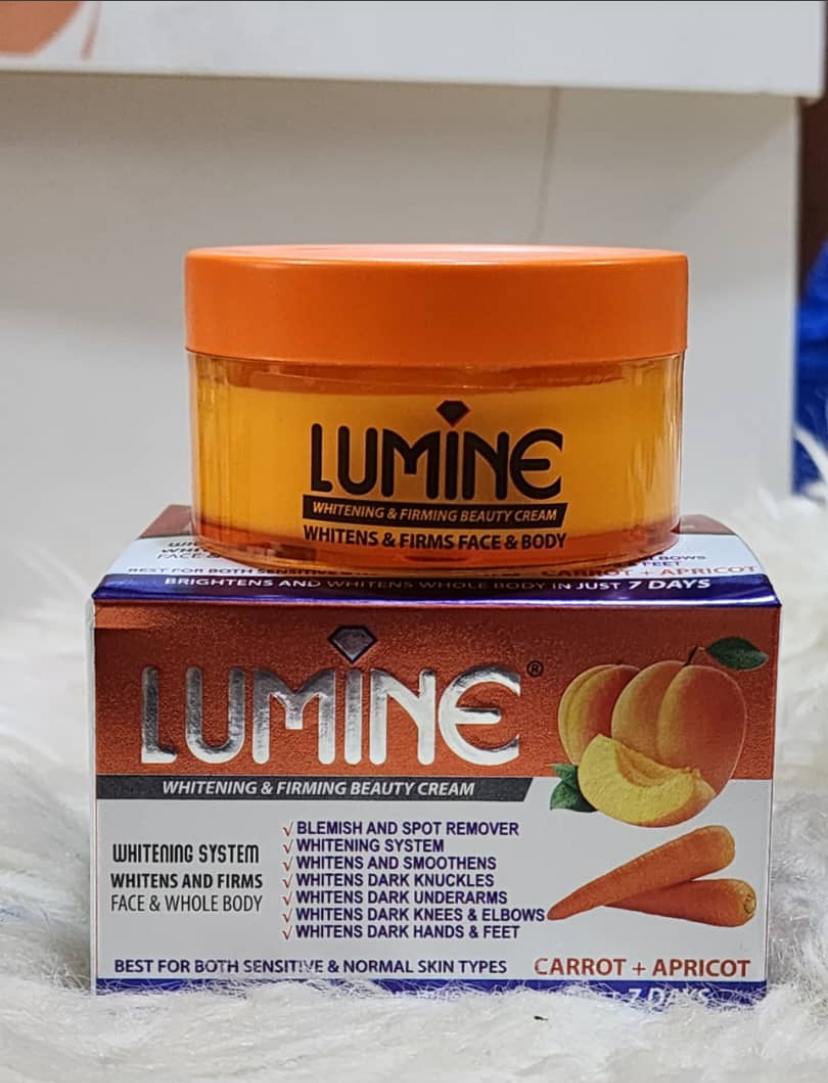 LUMINE
WHITENING & FIRMING BEAUTY CREAM
WHITENS & FIRMS FACE & BODY
BEST FOR BOTH SENSITIVE
CARROT + APRICOT
BRIGHTENS AND WHITENS WHOLE BODY IN JUST 7 DAYS
LUMINE®
WHITENING & FIRMING BEAUTY CREAM
WHITENING SYSTEM
WHITENS AND FIRMS
FACE & WHOLE BODY
√ BLEMISH AND SPOT REMOVER
√ WHITENING SYSTEM
√ WHITENS AND SMOOTHENS
√ WHITENS DARK KNUCKLES
√ WHITENS DARK UNDERARMS
√ WHITENS DARK KNEES & ELBOWS
√ WHITENS DARK HANDS & FEET
BEST FOR BOTH SENSITIVE & NORMAL SKIN TYPES
CARROT + APRICOT
7 DAYS